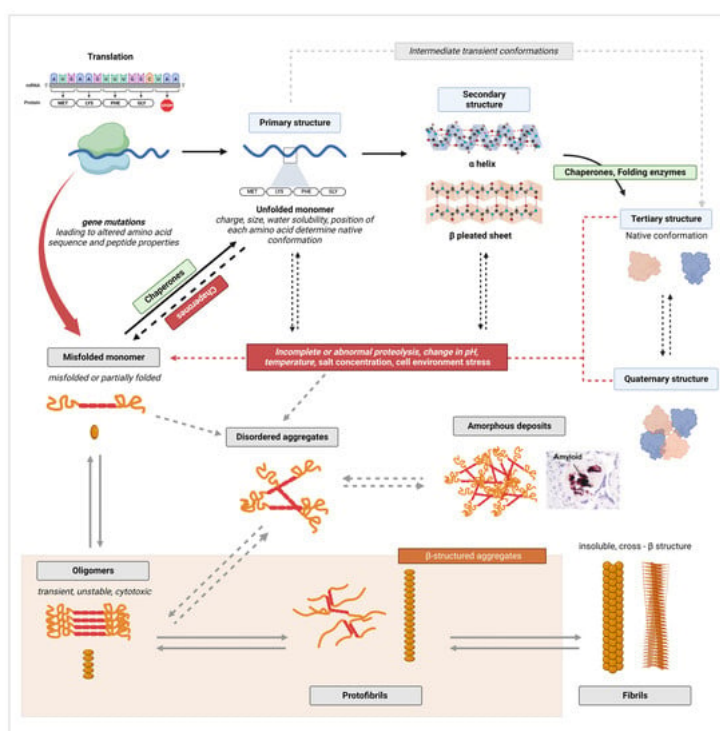 Translation
Intermediate transient conformations
mRNA
Protein
MET LYS PHE GLY STOP
Primary structure
Secondary
structure
α helix
Chaperones, Folding enzymes
MET LYS PHE GLY
gene mutations
leading to altered amino acid
sequence and peptide properties
Unfolded monomer
charge, size, water solubility, position of
each amino acid determine native
conformation
β pleated sheet
Tertiary structure
Native conformation
Chaperones
Chaperones
Misfolded monomer
misfolded or partially folded
Incomplete or abnormal proteolysis, change in pH,
temperature, salt concentration, cell environment stress
Quaternary structure
Disordered aggregates
Amorphous deposits
Amyloid
β-structured aggregates
insoluble, cross - β structure
Oligomers
transient, unstable, cytotoxic
Protofibrils
Fibrils